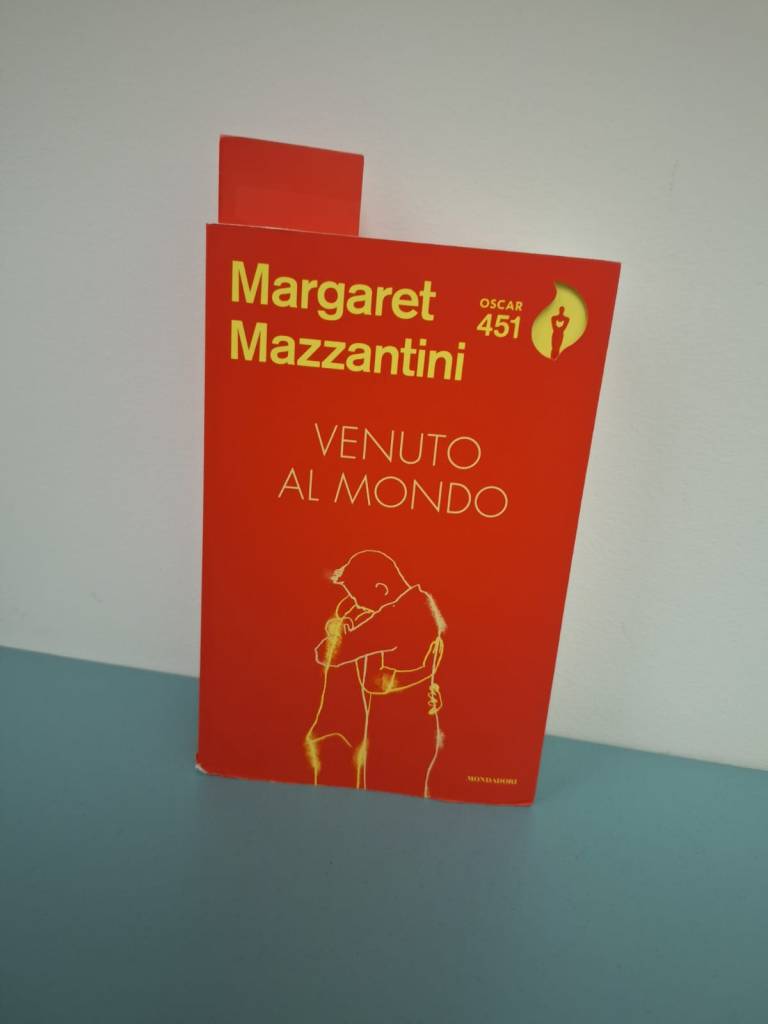 Margaret
Mazzantini
OSCAR
451
VENUTO
AL MONDO
MONDADORI